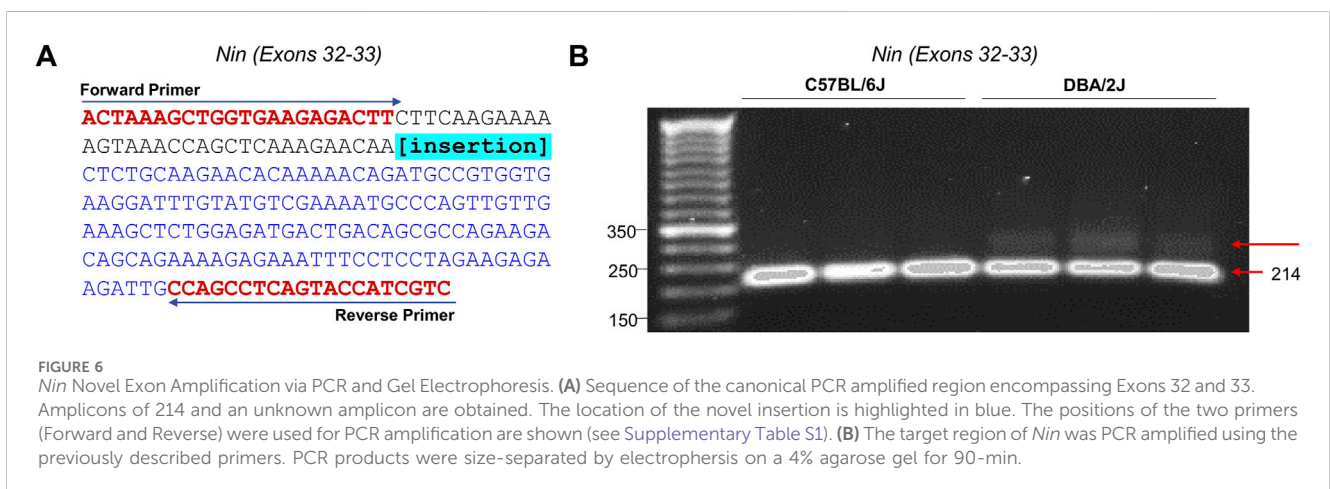 A
Nin (Exons 32-33)
Forward Primer
ACTAAAGCTGGTGAAGAGACTTCTTCAAGAAAA
AGTAAACCAGCTCAAAGAACAA[insertion]
CTCTGCAAGAACACAAAAACAGATGCCGTGGTG
AAGGATTTGTATGTCGAAAATGCCCAGTTGTTG
AAAGCTCTGGAGATGACTGACAGCGCCAGAAGA
CAGCAGAAAAGAGAAATTTCCTCCTAGAAGAGA
AGATTGCCAGCCTCAGTACCATCGTC
Reverse Primer
B
Nin (Exons 32-33)
C57BL/6J DBA/2J
350
250
150
214
FIGURE 6
Nin Novel Exon Amplification via PCR and Gel Electrophoresis. (A) Sequence of the canonical PCR amplified region encompassing Exons 32 and 33.
Amplicons of 214 and an unknown amplicon are obtained. The location of the novel insertion is highlighted in blue. The positions of the two primers
(Forward and Reverse) were used for PCR amplification are shown (see Supplementary Table S1). (B) The target region of Nin was PCR amplified using the
previously described primers. PCR products were size-separated by electrophersis on a 4% agarose gel for 90-min.